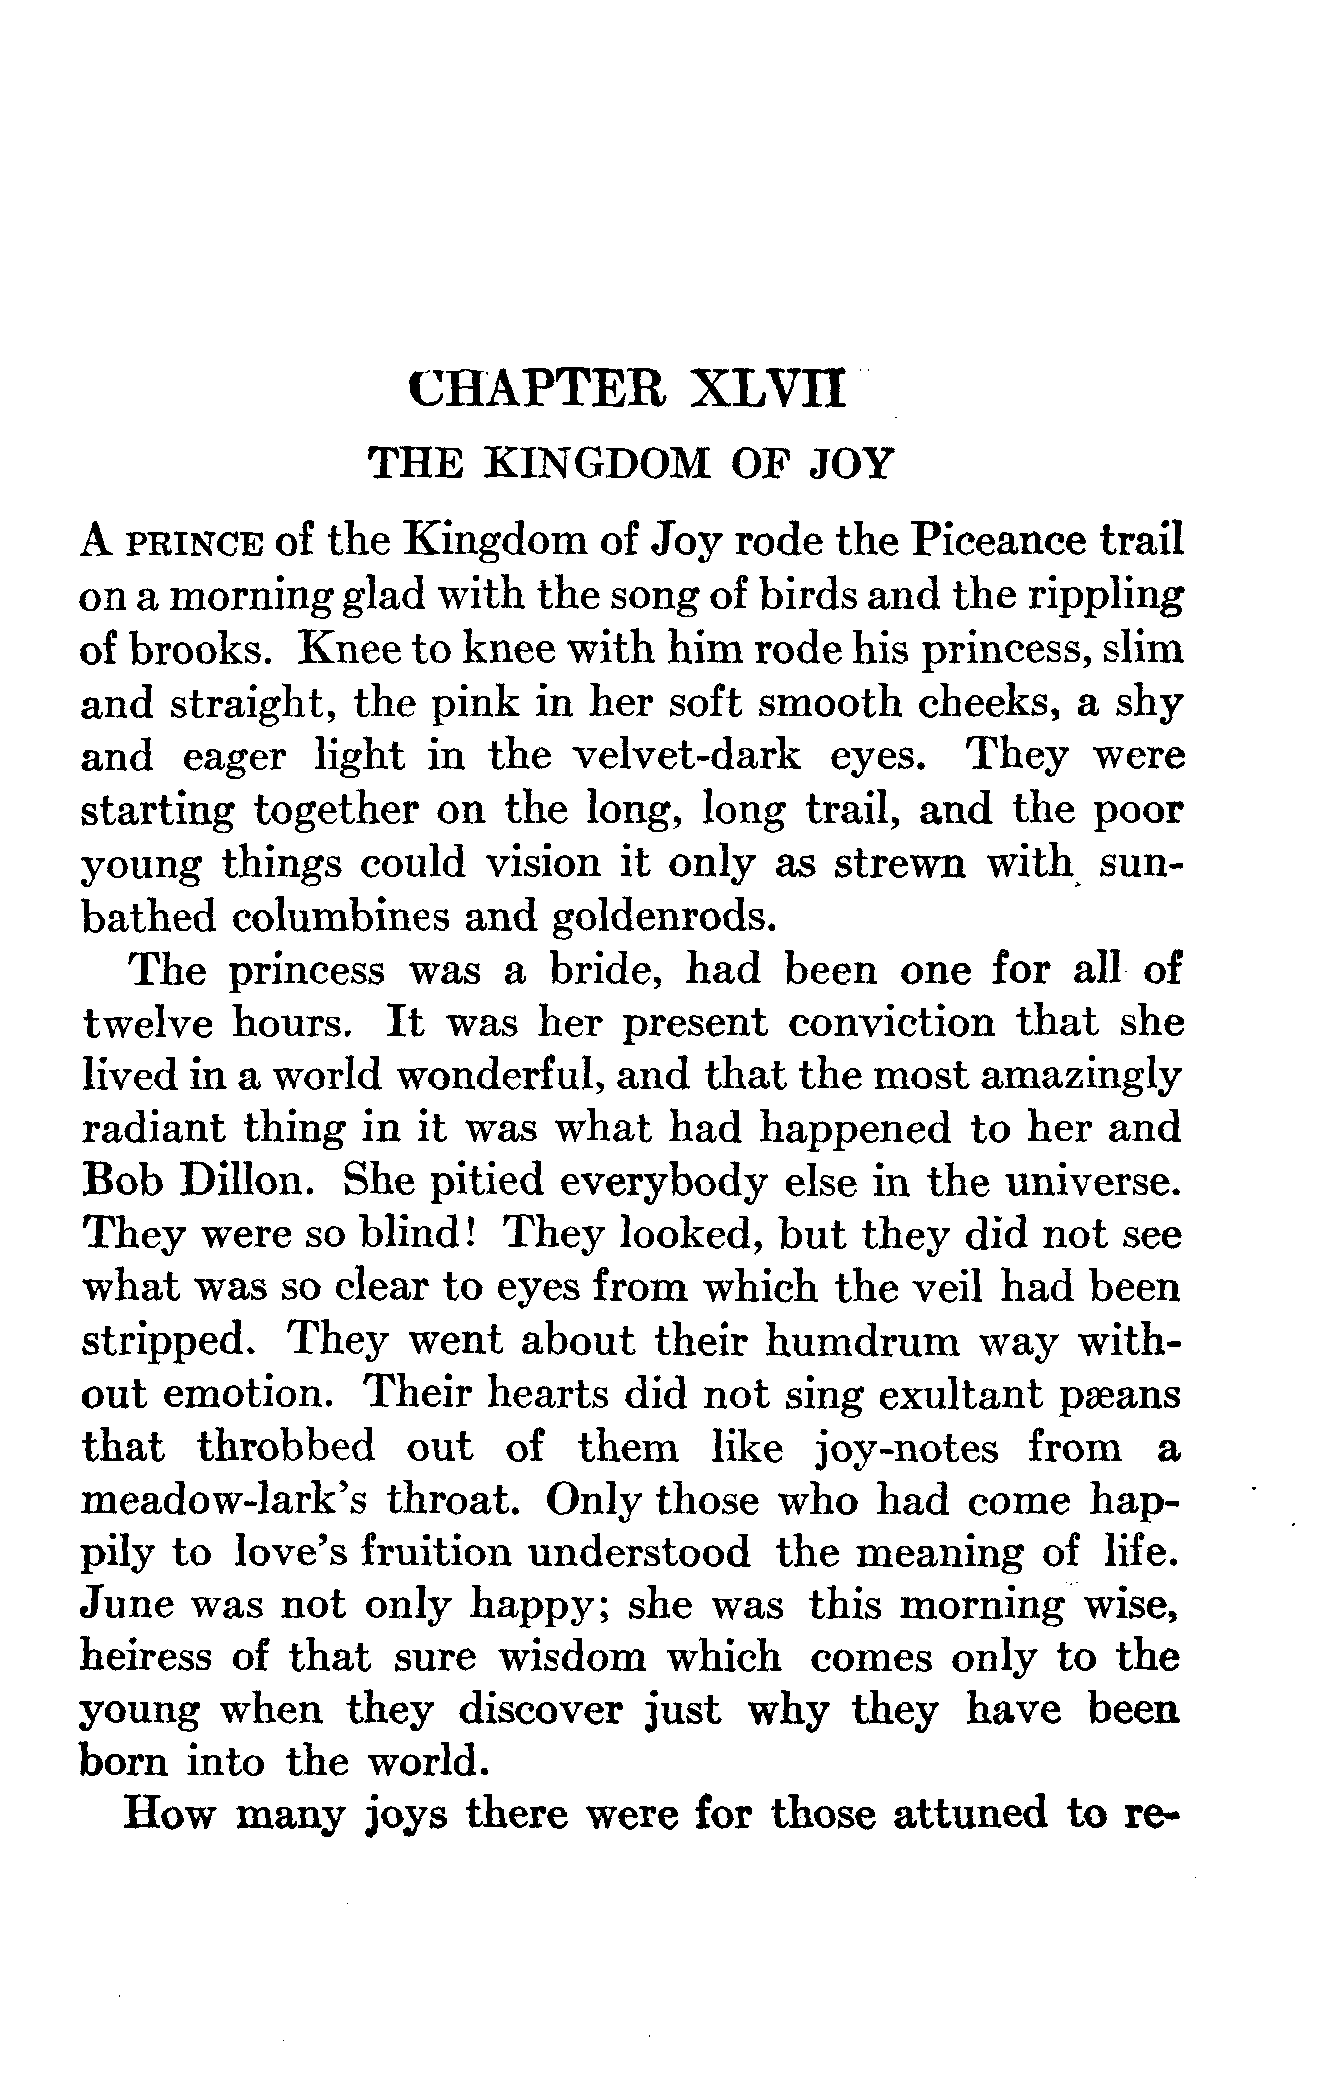 CHAPTER XLVII
THE KINGDOM OF JOY
A PRINCE of the Kingdom of Joy rode the Piceance trail
on a morning glad with the song of birds and the rippling
of brooks. Knee to knee with him rode his princess, slim
and straight, the pink in her soft smooth cheeks, a shy
and eager light in the velvet-dark eyes. They were
starting together on the long, long trail, and the poor
young things could vision it only as strewn with sun-
bathed columbines and goldenrods.
The princess was a bride, had been one for all of
twelve hours. It was her present conviction that she
lived in a world wonderful, and that the most amazingly
radiant thing in it was what had happened to her and
Bob Dillon. She pitied everybody else in the universe.
They were so blind! They looked, but they did not see
what was so clear to eyes from which the veil had been
stripped. They went about their humdrum way with-
out emotion. Their hearts did not sing exultant pæans
that throbbed out of them like joy-notes from a
meadow-lark's throat. Only those who had come hap-
pily to love's fruition understood the meaning of life.
June was not only happy; she was this morning wise,
heiress of that sure wisdom which comes only to the
young when they discover just why they have been
born into the world.
How many joys there were for those attuned to re-